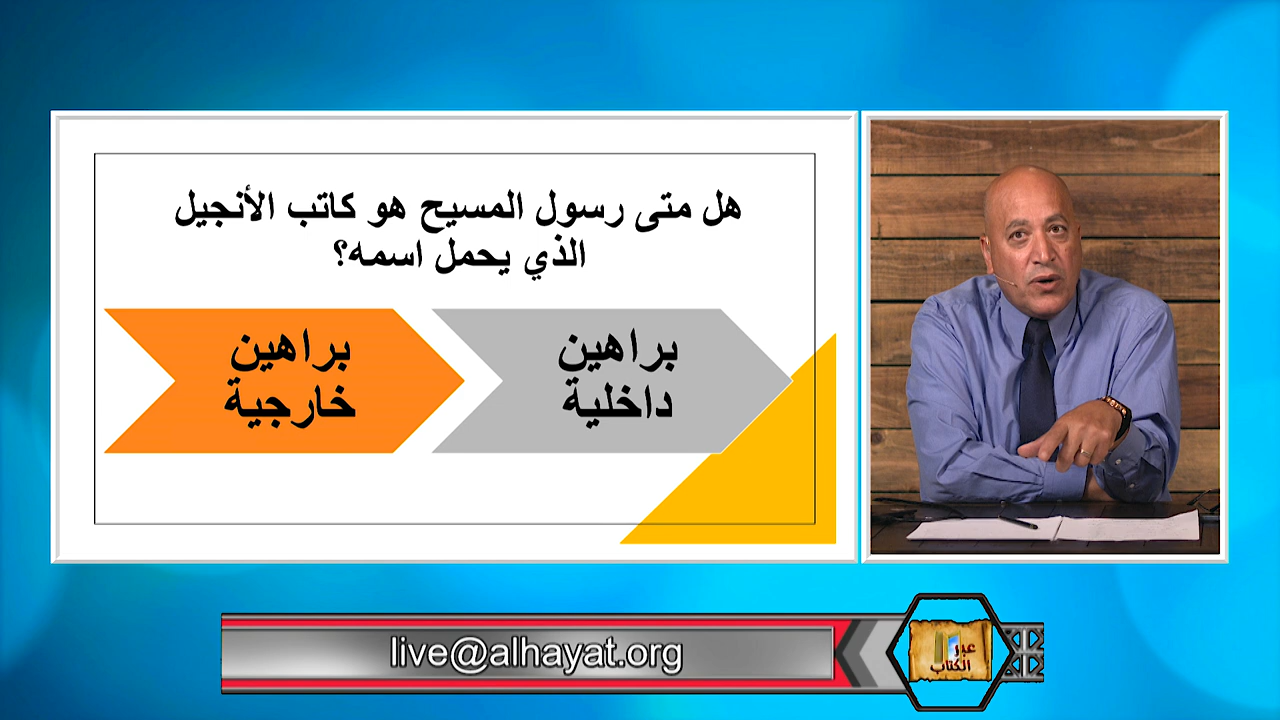 هل متى رسول المسيح هو كاتب الأنجيل
الذي يحمل اسمه؟
براهين
داخلية
براهين
خارجية
live@alhayat.org
عبر
الكتاب